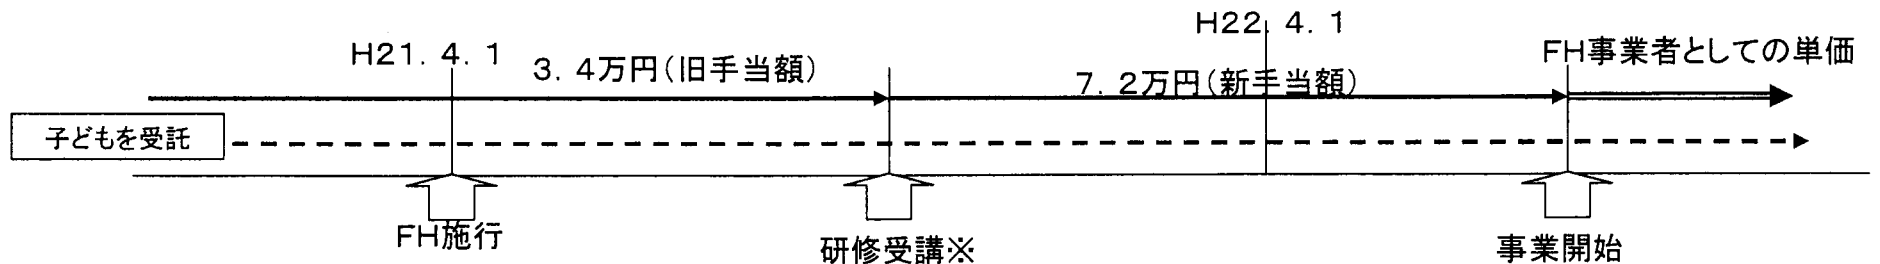 H21.4.1
3.4万円(旧手当額)
H22.4.1
7.2万円(新手当額)
FH事業者としての単価
子どもを受託
FH施行
研修受講※
事業開始